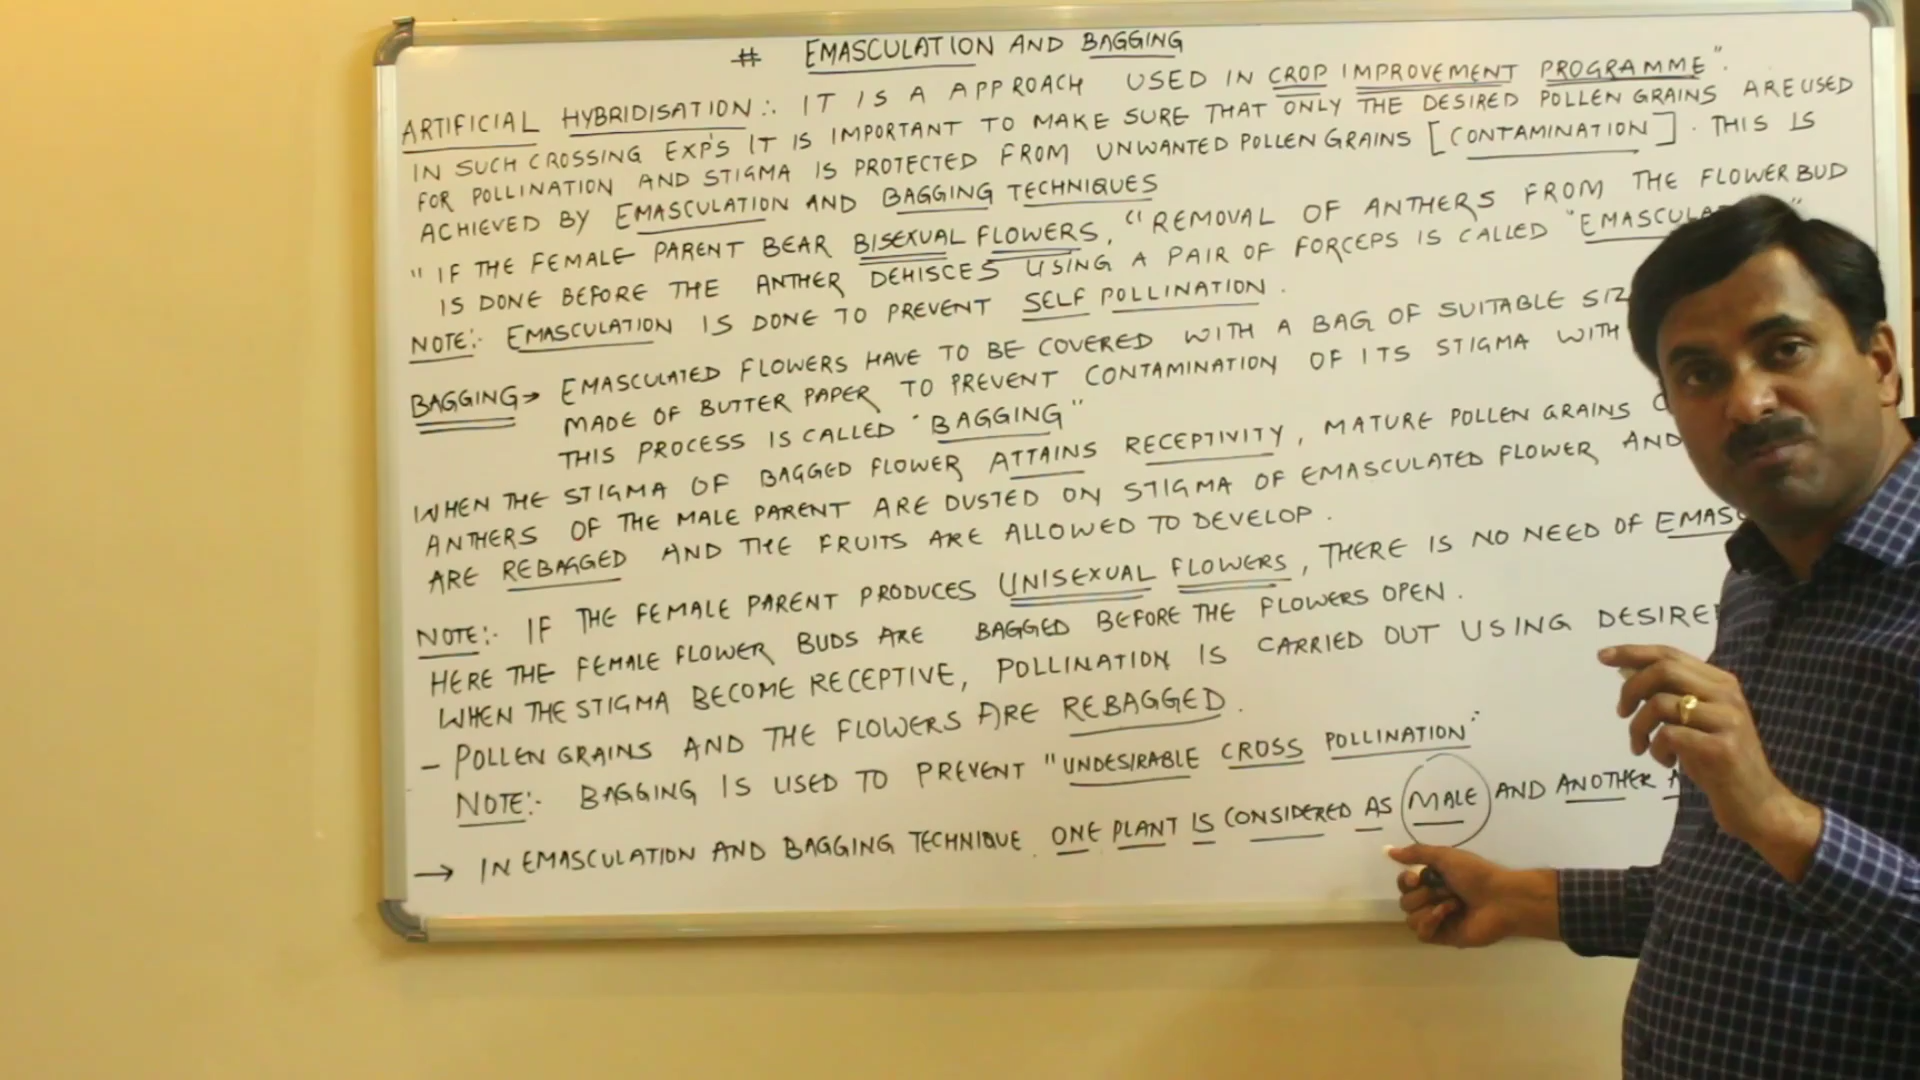 # EMASCULATION AND BAGGING
ARTIFICIAL HYBRIDISATION:. IT IS A APPROACH USED IN CROP IMPROVEMENT PROGRAMME".
IN SUCH CROSSING EXP'S IT IS IMPORTANT TO MAKE SURE THAT ONLY THE DESIRED POLLEN GRAINS ARE USED
FOR POLLINATION AND STIGMA IS PROTECTED FROM UNWANTED POLLEN GRAINS [CONTAMINATION]. THIS IS
ACHIEVED BY EMASCULATION AND BAGGING TECHNIQUES
"IF THE FEMALE PARENT BEAR BISEXUAL FLOWERS, "REMOVAL OF ANTHERS FROM THE FLOWER BUD
IS DONE BEFORE THE ANTHER DEHISCES USING A PAIR OF FORCEPS IS CALLED "EMASCULA
NOTE:- EMASCULATION IS DONE TO PREVENT SELF POLLINATION.
BAGGING→ EMASCULATED FLOWERS HAVE TO BE COVERED WITH A BAG OF SUITABLE SIZ
MADE OF BUTTER PAPER TO PREVENT CONTAMINATION OF ITS STIGMA WITH
THIS PROCESS IS CALLED "BAGGING"
WHEN THE STIGMA OF BAGGED FLOWER ATTAINS RECEPTIVITY, MATURE POLLEN GRAINS
ANTHERS OF THE MALE PARENT ARE DUSTED ON STIGMA OF EMASCULATED FLOWER AND
ARE REBAGGED AND THE FRUITS ARE ALLOWED TO DEVELOP.
NOTE:- IF THE FEMALE PARENT PRODUCES UNISEXUAL FLOWERS, THERE IS NO NEED OF EMASC
HERE THE FEMALE FLOWER BUDS ARE BAGGED BEFORE THE FLOWERS OPEN.
WHEN THE STIGMA BECOME RECEPTIVE, POLLINATION IS CARRIED OUT USING DESIRE
- POLLEN GRAINS AND THE FLOWERS ARE REBAGGED.
NOTE:- BAGGING IS USED TO PREVENT "UNDESIRABLE CROSS POLLINATION"
→ IN EMASCULATION AND BAGGING TECHNIQUE ONE PLANT IS CONSIDERED AS MALE AND ANOTHER